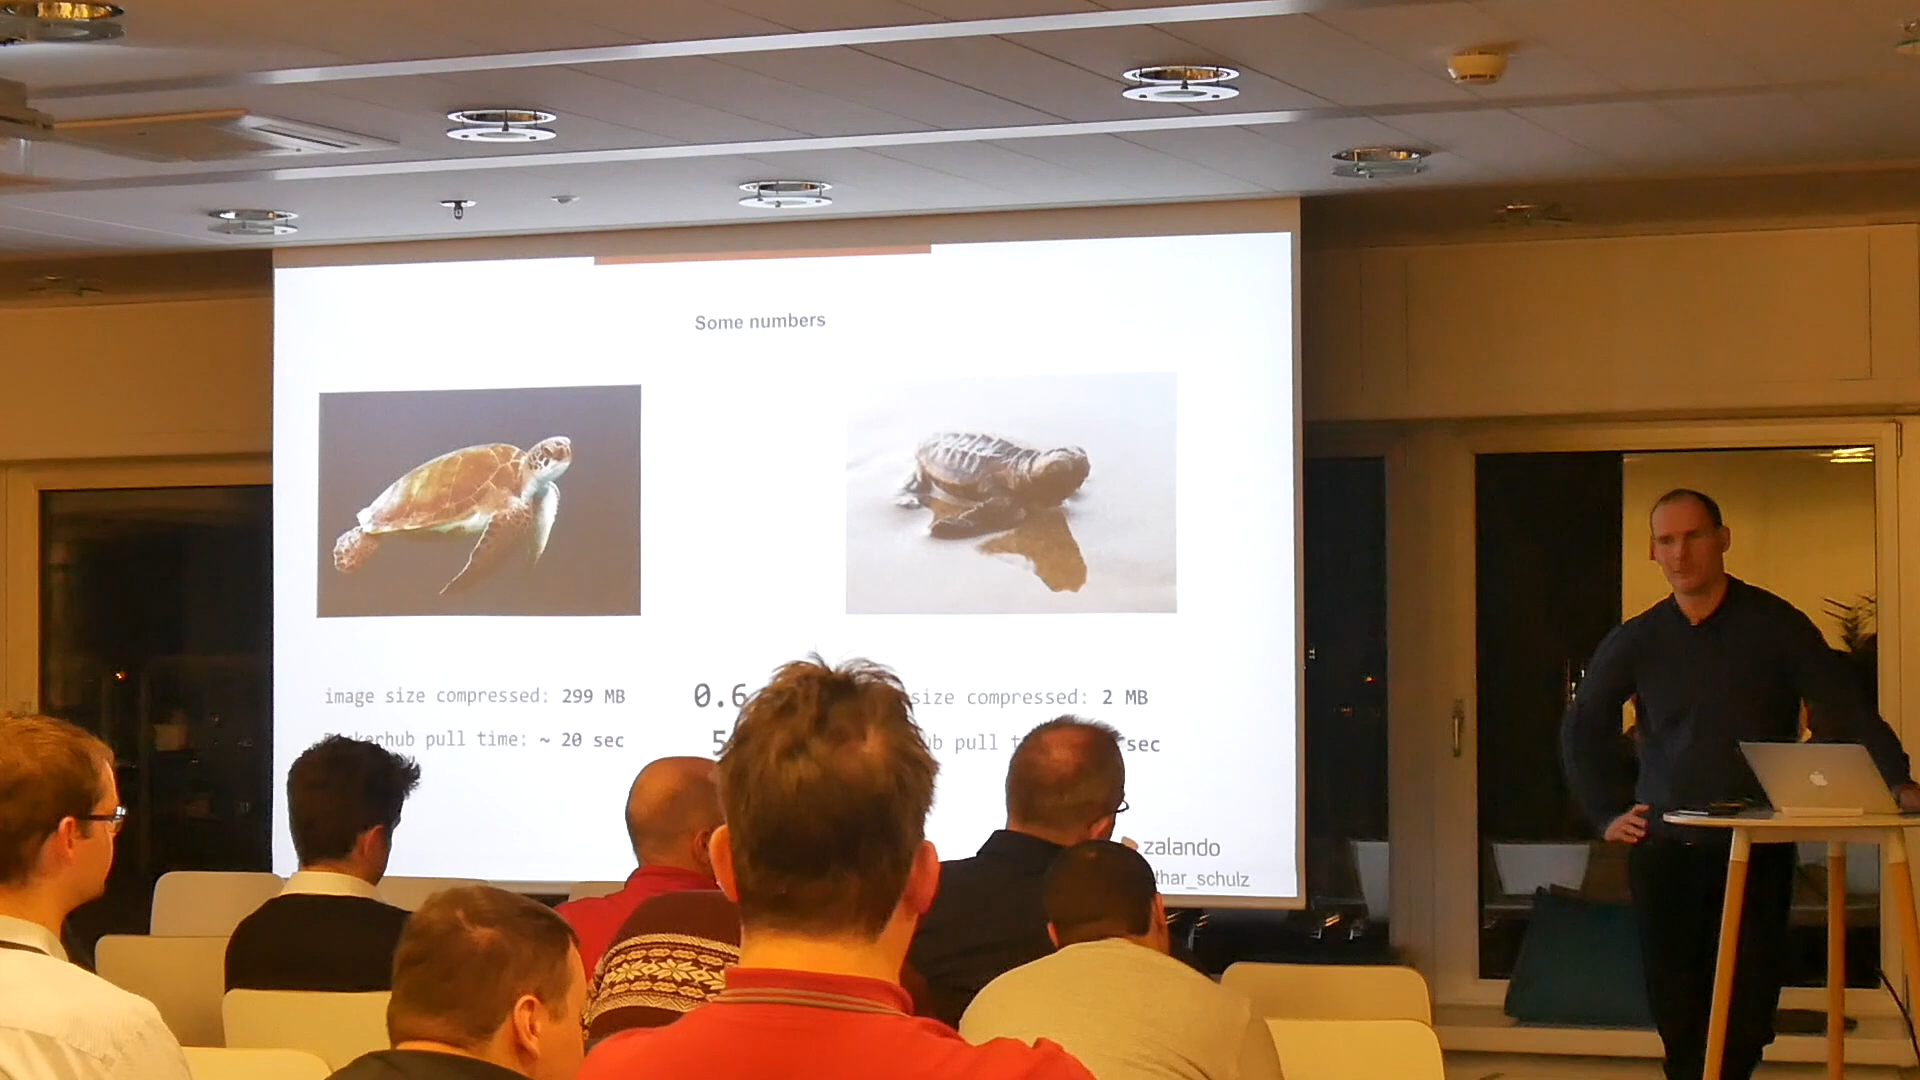 Some numbers
image size compressed: 299 MB
0.6
size compressed: 2 MB
pull time: ~ 20 sec
5
pull
sec
zalando
thar_schulz